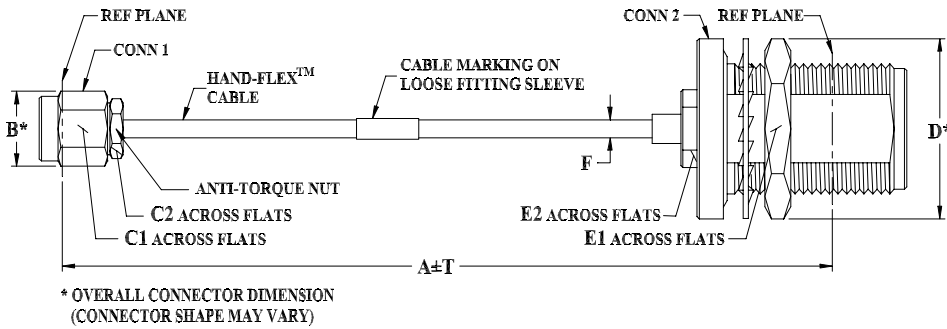 REF PLANE
CONN 1
HAND-FLEX™
CABLE
CABLE MARKING ON
LOOSE FITTING SLEEVE
CONN 2
REF PLANE
B*
D*
F
ANTI-TORQUE NUT
C2 ACROSS FLATS
C1 ACROSS FLATS
E2 ACROSS FLATS
E1 ACROSS FLATS
A±T
* OVERALL CONNECTOR DIMENSION
(CONNECTOR SHAPE MAY VARY)